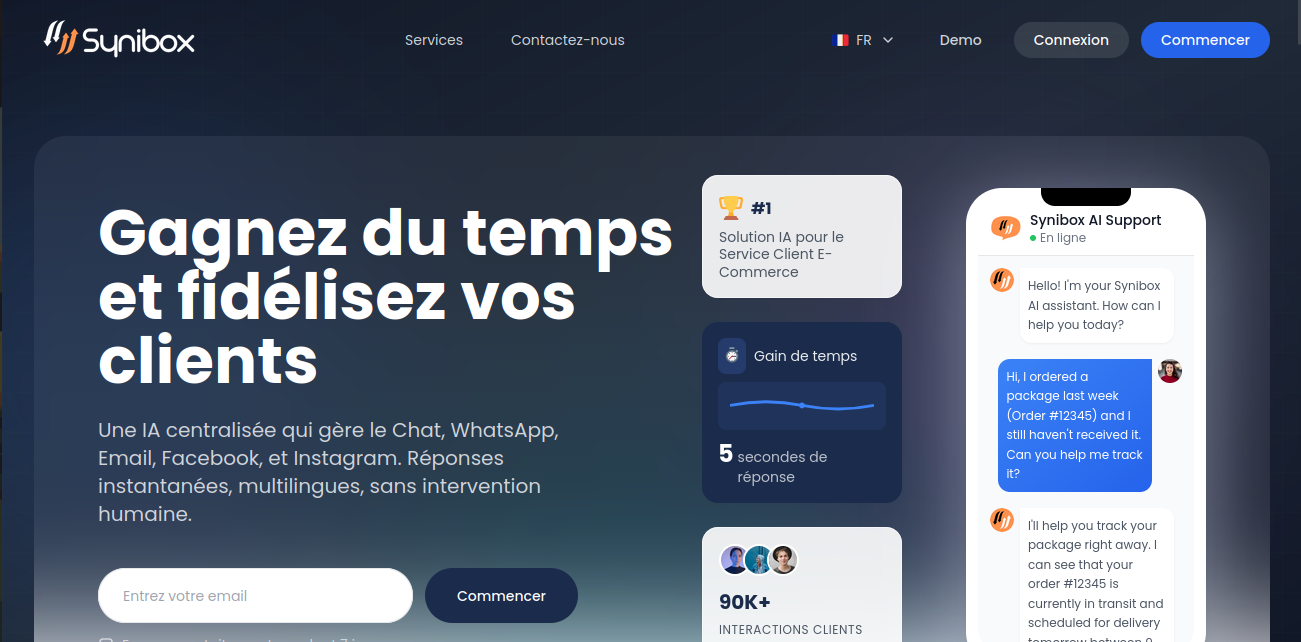 Synibox
Services
Contactez-nous
FR
Demo
Connexion
Commencer
Gagnez du temps
et fidélisez vos
clients
Une IA centralisée qui gère le Chat, WhatsApp,
Email, Facebook, et Instagram. Réponses
instantanées, multilingues, sans intervention
humaine.
Entrez votre email
Commencer
#1
Solution IA pour le
Service Client E-
Commerce
Gain de temps
5 secondes de
réponse
90K+
INTERACTIONS CLIENTS
Synibox AI Support
En ligne
Hello! I'm your Synibox
AI assistant. How can I
help you today?
Hi, I ordered a
package last week
(Order #12345) and I
still haven't received it.
Can you help me track
it?
I'll help you track your
package right away. I
can see that your
order #12345 is
currently in transit and
scheduled for delivery
tomorrow between 9